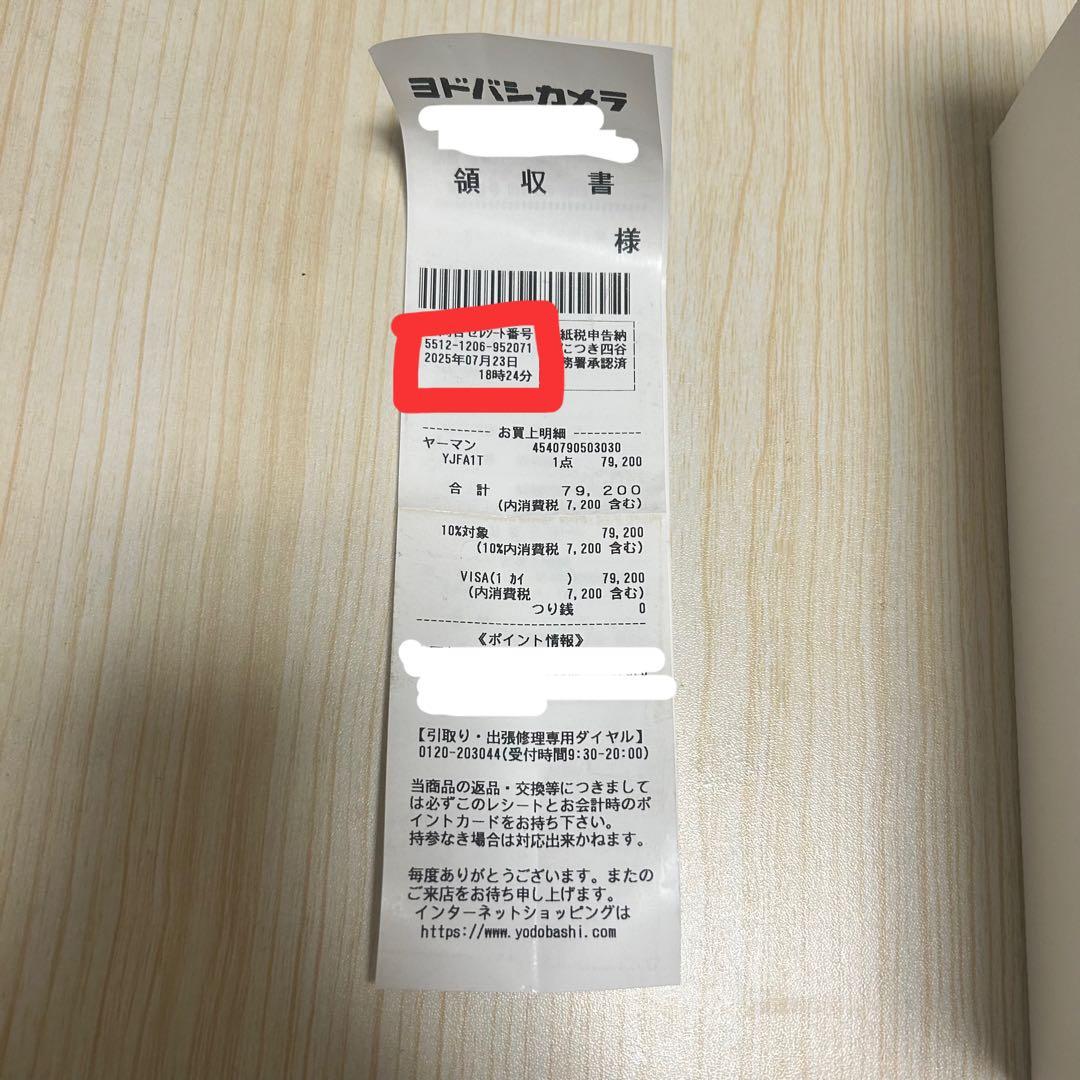 ヨドバシカメラ
領 収 書
様
レシート番号 紙税申告納
5512-1206-952071 につき四谷
2025年07月23日 務署承認済
18時24分
---------- お買上明細 ----------
ヤーマン 4540790503030
YJFA1T 1点 79,200
合 計 79,200
(内消費税 7,200 含む)
10%対象 79,200
(10%内消費税 7,200 含む)
VISA(1 カイ ) 79,200
(内消費税 7,200 含む)
つり銭 0
《ポイント情報》
【引取り・出張修理専用ダイヤル】
0120-203044(受付時間9:30-20:00)
当商品の返品・交換等につきまして
は必ずこのレシートとお会計時のポ
イントカードをお持ち下さい。
持参なき場合は対応出来かねます。
毎度ありがとうございます。またの
ご来店をお待ち申し上げます。
インターネットショッピングは
https://www.yodobashi.com